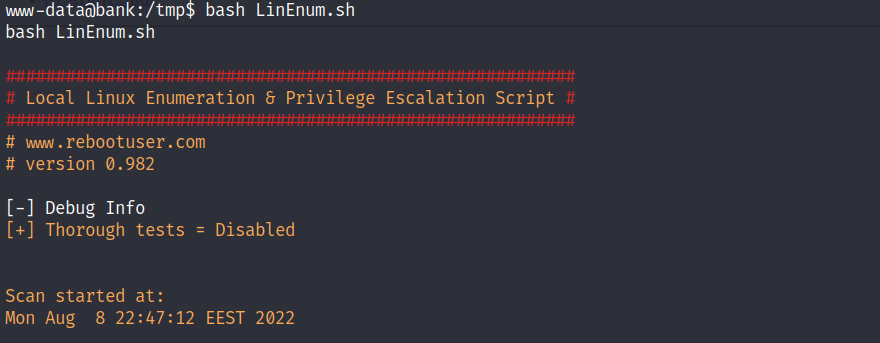 www-data@bank:/tmp$ bash LinEnum.sh
bash LinEnum.sh
#########################################################
# Local Linux Enumeration & Privilege Escalation Script #
#########################################################
# www.rebootuser.com
# version 0.982
[-] Debug Info
[+] Thorough tests = Disabled
Scan started at:
Mon Aug  8 22:47:12 EEST 2022